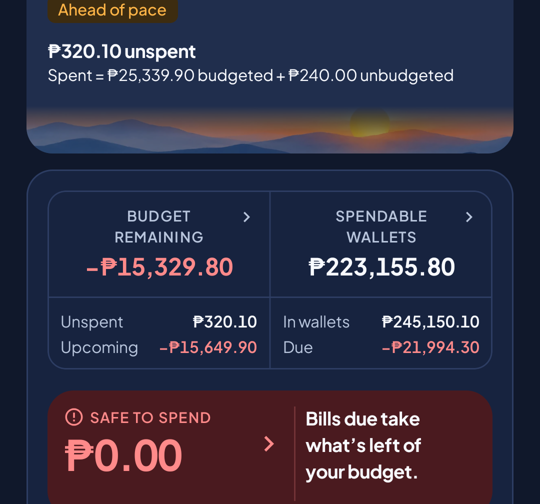 Ahead of pace
₱320.10 unspent
Spent = ₱25,339.90 budgeted + ₱240.00 unbudgeted
BUDGET
REMAINING
−₱15,329.80
SPENDABLE
WALLETS
₱223,155.80
Unspent ₱320.10
Upcoming −₱15,649.90
In wallets ₱245,150.10
Due −₱21,994.30
SAFE TO SPEND
₱0.00
Bills due take
what’s left of
your budget.